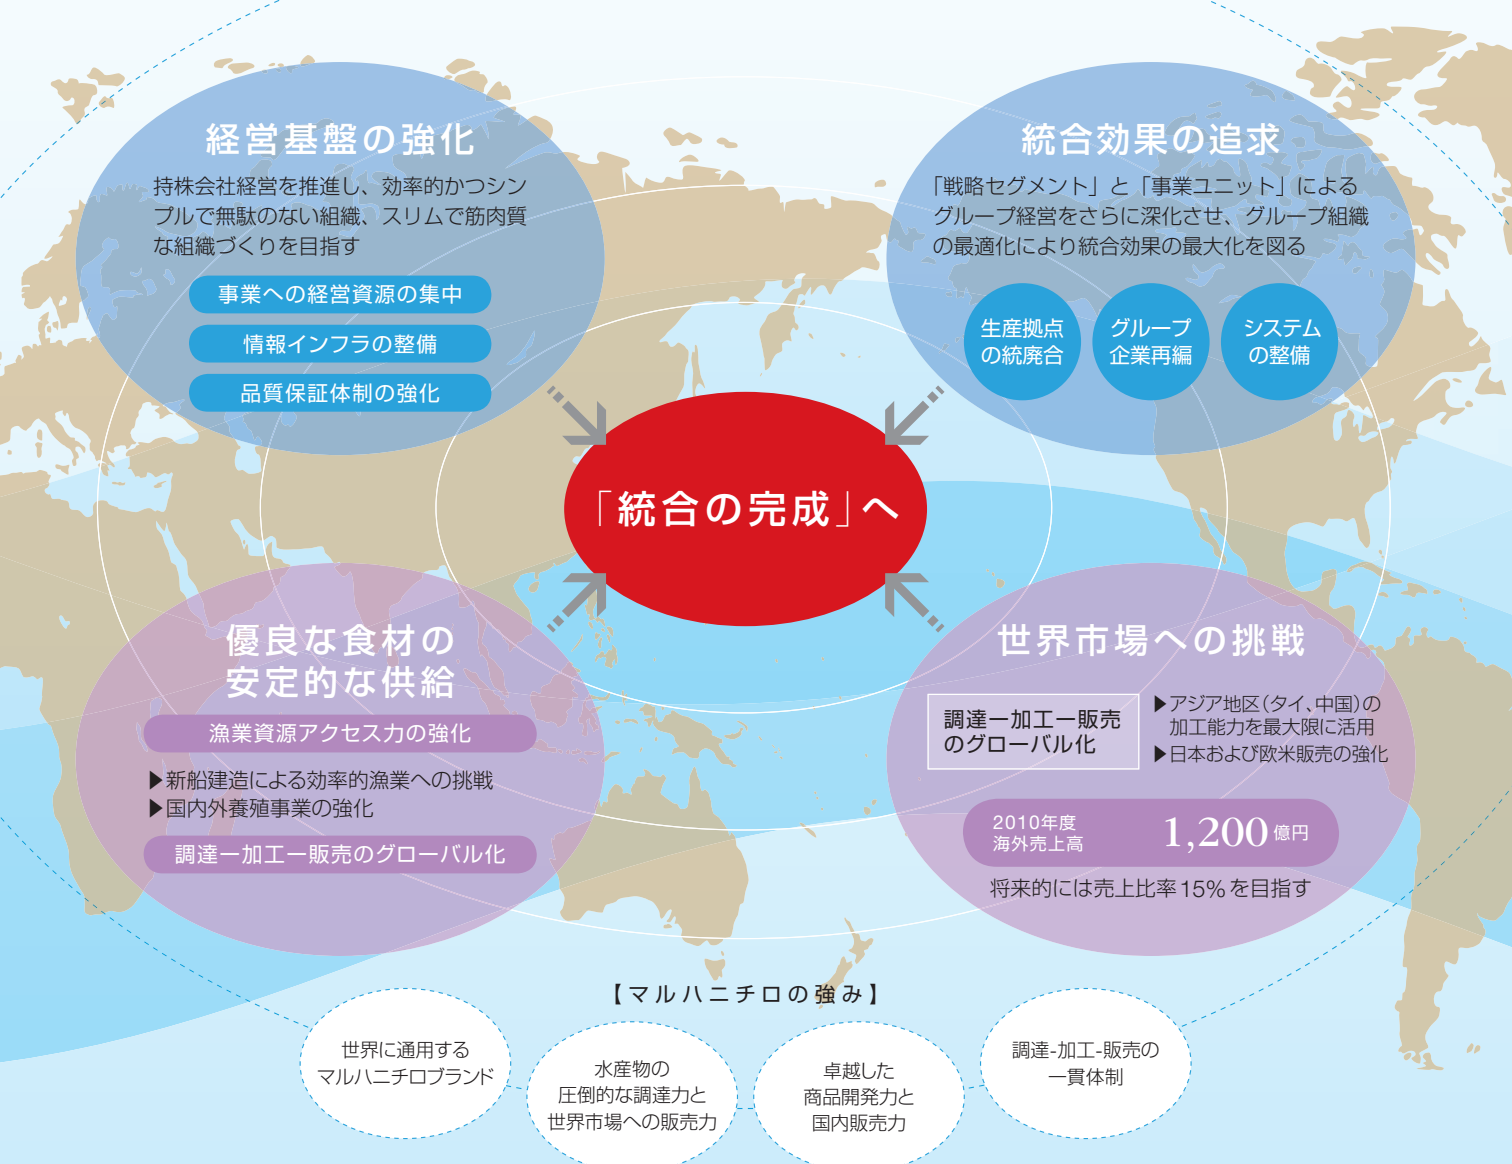 経営基盤の強化
持株会社経営を推進し、効率的かつシン
プルで無駄のない組織、スリムで筋肉質
な組織づくりを目指す
事業への経営資源の集中
情報インフラの整備
品質保証体制の強化
統合効果の追求
「戦略セグメント」と「事業ユニット」による
グループ経営をさらに深化させ、グループ組織
の最適化により統合効果の最大化を図る
生産拠点
の統廃合
グループ
企業再編
システム
の整備
「統合の完成」へ
優良な食材の
安定的な供給
漁業資源アクセス力の強化
▶新船建造による効率的漁業への挑戦
▶国内外養殖事業の強化
調達ー加工ー販売のグローバル化
世界市場への挑戦
調達ー加工ー販売
のグローバル化
▶アジア地区（タイ、中国）の
加工能力を最大限に活用
▶日本および欧米販売の強化
2010年度
海外売上高
1,200億円
将来的には売上比率15%を目指す
【マルハニチロの強み】
世界に通用する
マルハニチロブランド
水産物の
圧倒的な調達力と
世界市場への販売力
卓越した
商品開発力と
国内販売力
調達-加工-販売の
一貫体制